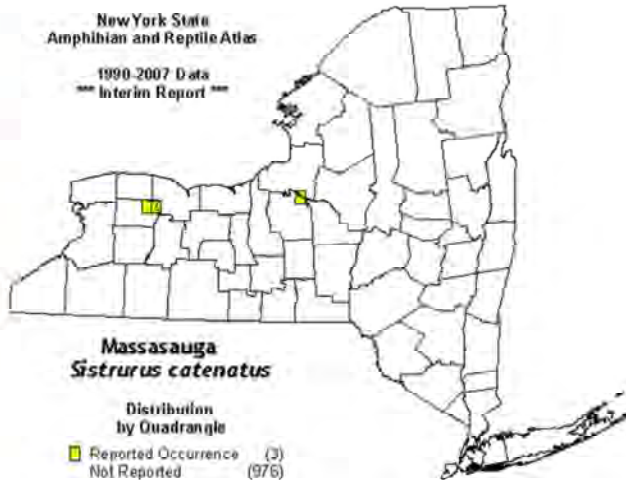 New York State
Amphibian and Reptile Atlas
1990-2007 Data
*** Interim Report ***
Massasauga
Sistrurus catenatus
Distribution
by Quadrangle
Reported Occurrence (3)
Not Reported (976)